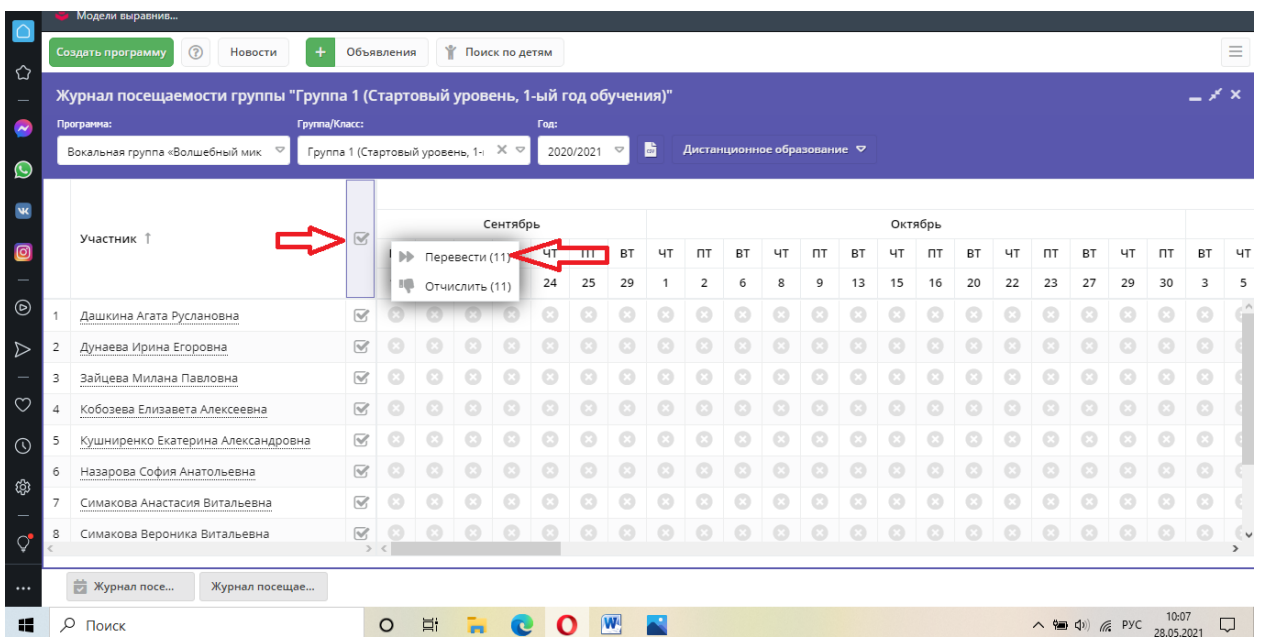 Модели выравнив...
Создать программу ? Новости + Объявления Поиск по детям
Журнал посещаемости группы "Группа 1 (Стартовый уровень, 1-ый год обучения)"
Программа: Группа/Класс: Год:
Вокальная группа «Волшебный мик Группа 1 (Стартовый уровень, 1-ы 2020/2021 Дистанционное образование
Участник ↑ Сентябрь Октябрь
Перевести (11)
Отчислить (11)
ЧТ ПТ ВТ ЧТ ПТ ВТ ЧТ ПТ ВТ ЧТ ПТ ВТ ЧТ ПТ ВТ ЧТ ПТ ВТ ЧТ
24 25 29 1 2 6 8 9 13 15 16 20 22 23 27 29 30 3 5
1 Дашкина Агата Руслановна
2 Дунаева Ирина Егоровна
3 Зайцева Милана Павловна
4 Кобозева Елизавета Алексеевна
5 Кушниренко Екатерина Александровна
6 Назарова София Анатольевна
7 Симакова Анастасия Витальевна
8 Симакова Вероника Витальевна
Журнал посе... Журнал посещае...
Поиск РУС 10:07
28.05.2021